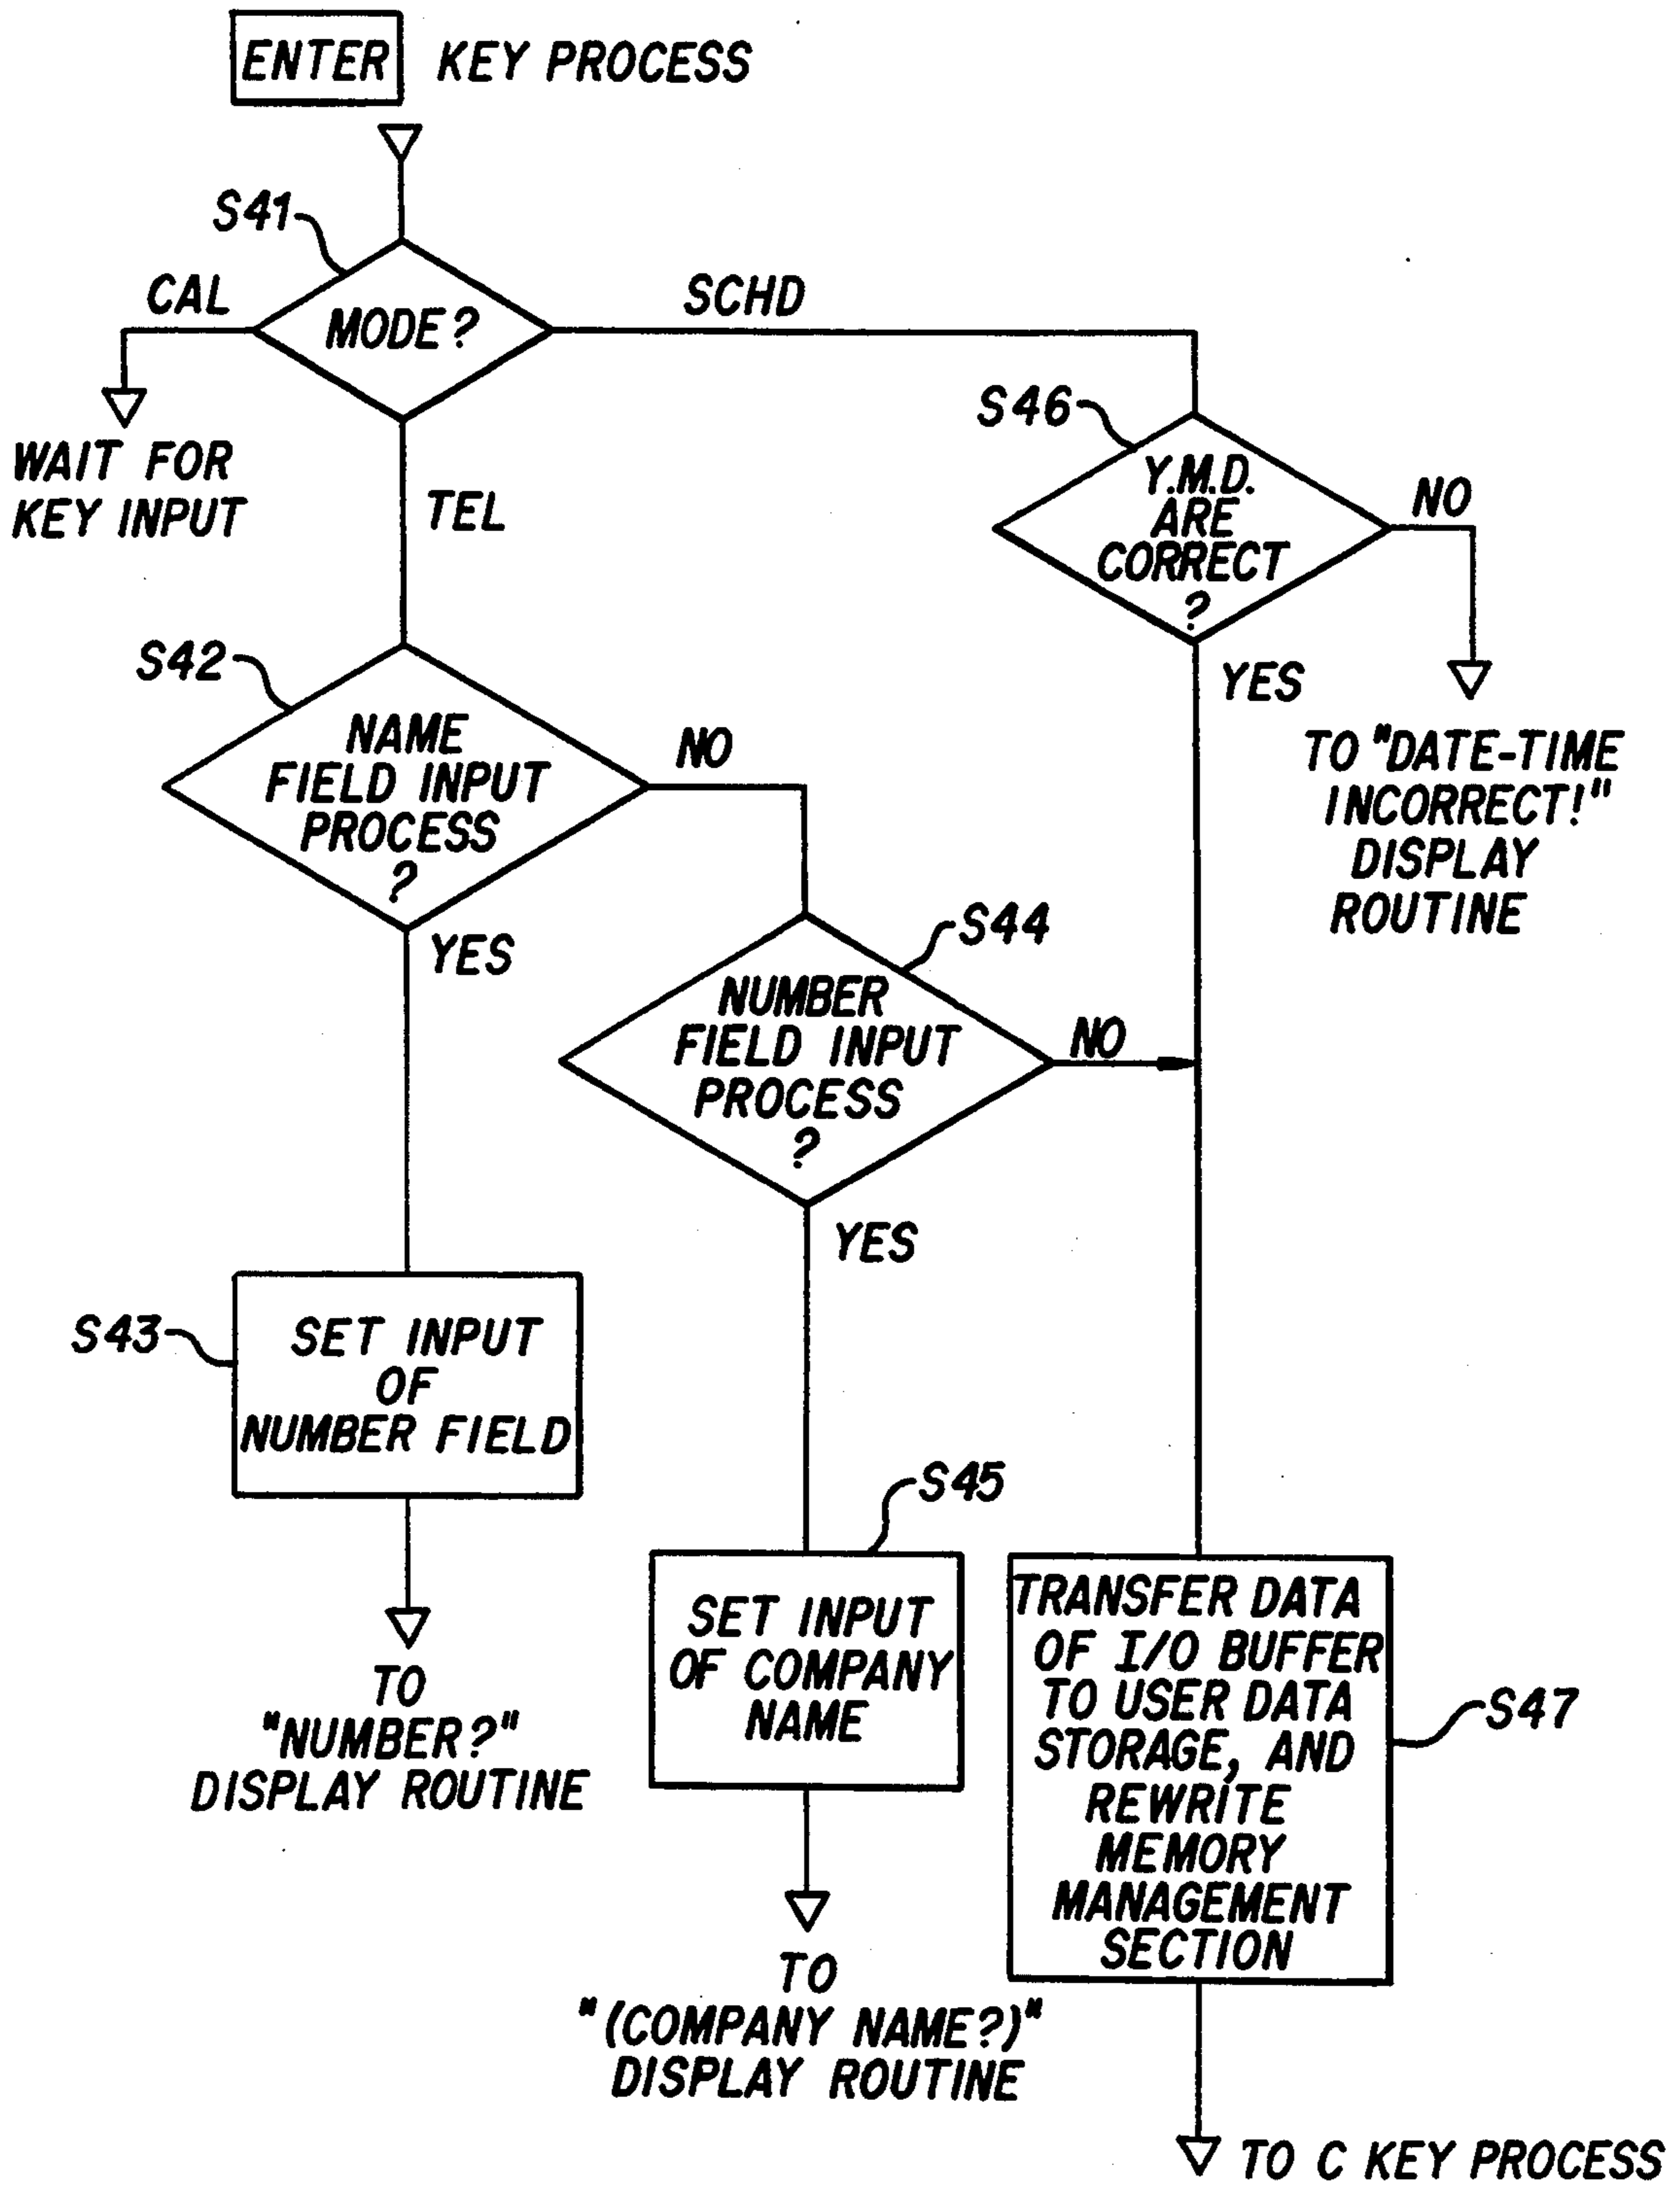 ENTER KEY PROCESS
S41
CAL
MODE?
SCHD
WAIT FOR
KEY INPUT
TEL
S46
Y.M.D.
ARE
CORRECT
?
NO
YES
TO "DATE-TIME
INCORRECT!"
DISPLAY
ROUTINE
S42
NAME
FIELD INPUT
PROCESS
?
NO
YES
S44
NUMBER
FIELD INPUT
PROCESS
?
NO
YES
S43
SET INPUT
OF
NUMBER FIELD
TO
"NUMBER?"
DISPLAY ROUTINE
S45
SET INPUT
OF COMPANY
NAME
TO
"(COMPANY NAME?)"
DISPLAY ROUTINE
TRANSFER DATA
OF I/O BUFFER
TO USER DATA
STORAGE, AND
REWRITE
MEMORY
MANAGEMENT
SECTION
S47
TO C KEY PROCESS